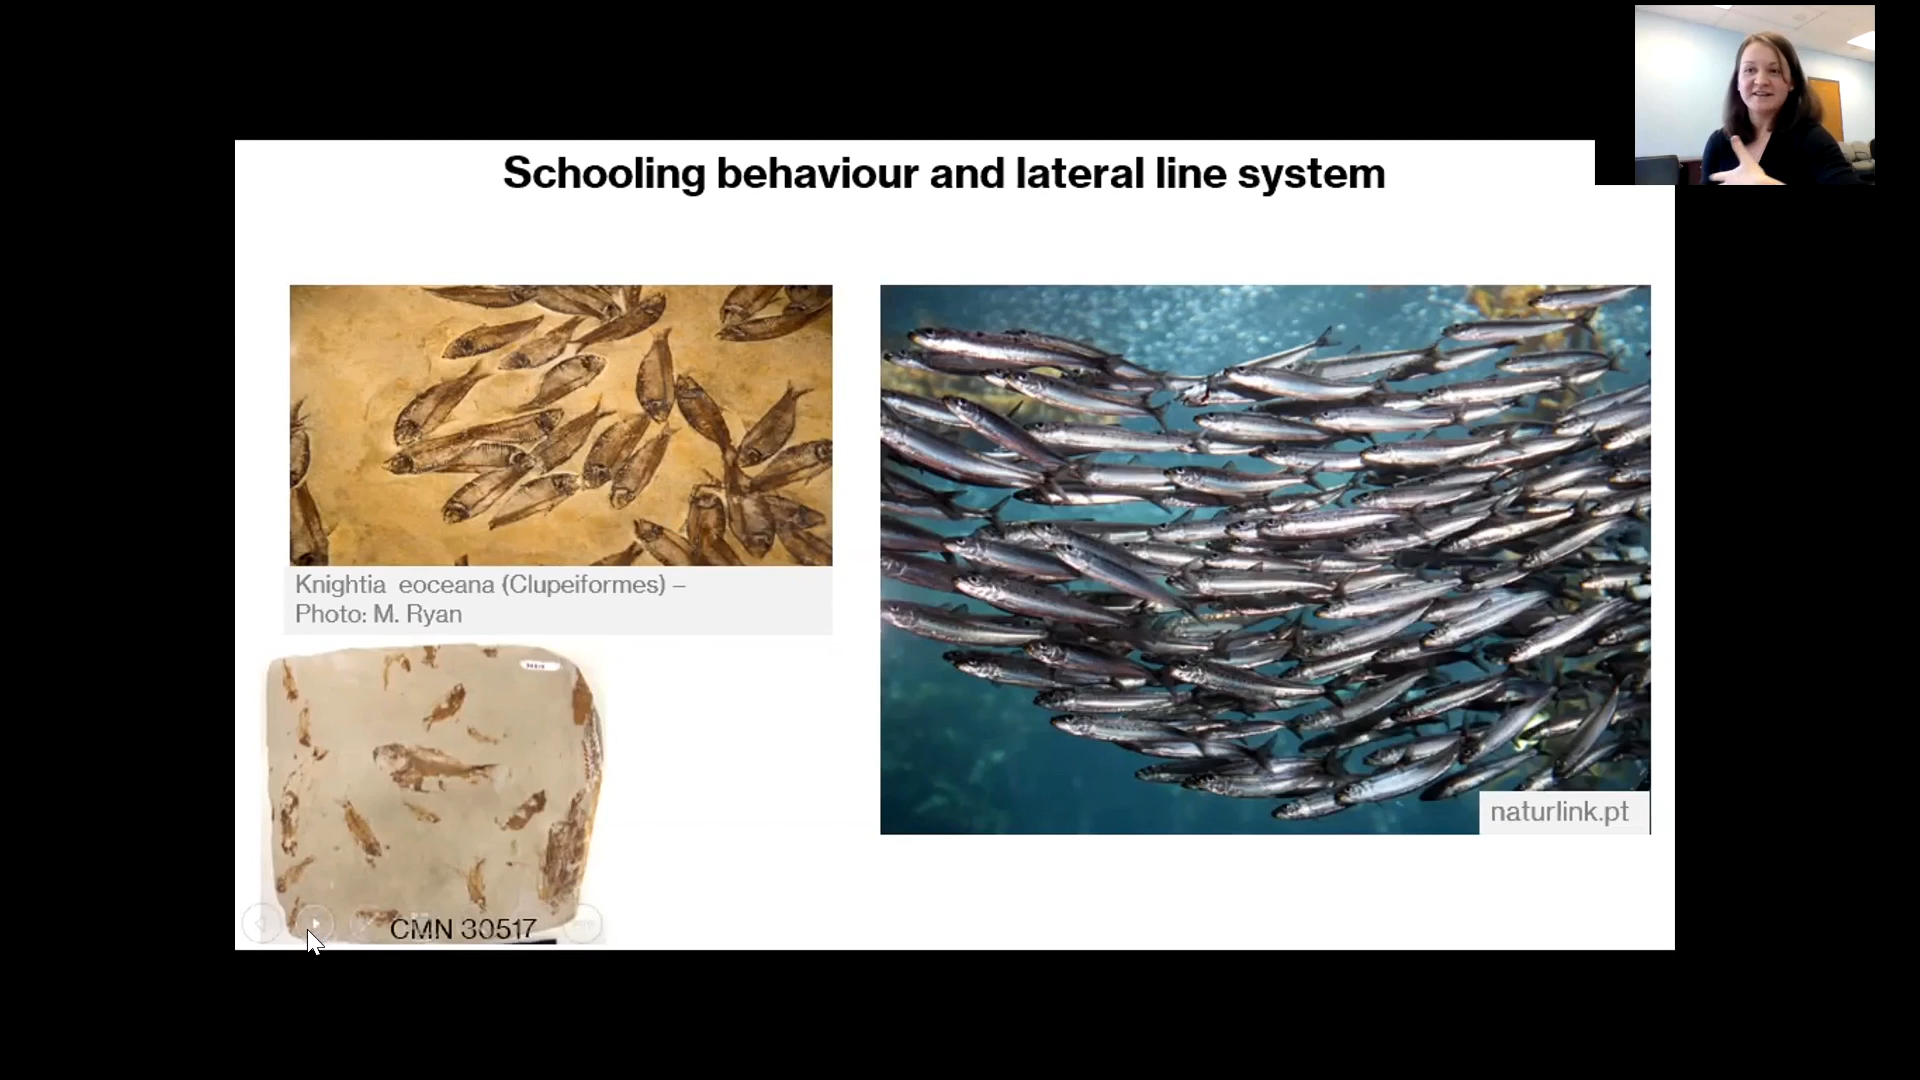 Schooling behaviour and lateral line system
Knightia eoceana (Clupeiformes) –
Photo: M. Ryan
naturlink.pt
CMN 30517